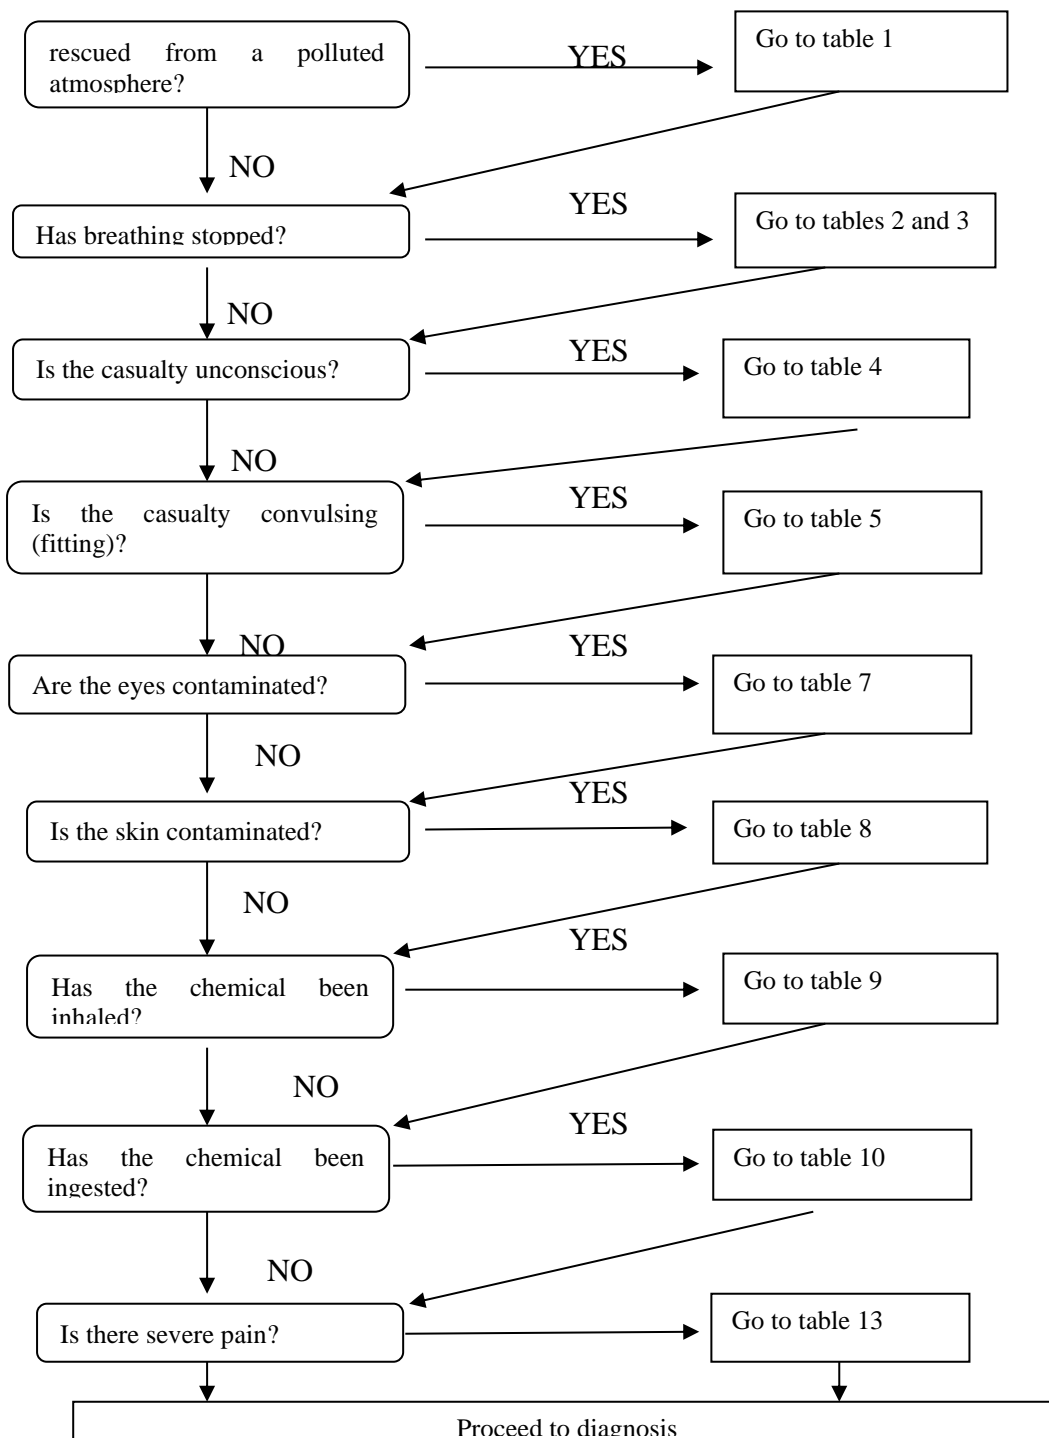 rescued from a polluted
atmosphere?
YES
Go to table 1
NO
Has breathing stopped?
YES
Go to tables 2 and 3
NO
Is the casualty unconscious?
YES
Go to table 4
NO
Is the casualty convulsing
(fitting)?
YES
Go to table 5
NO
Are the eyes contaminated?
YES
Go to table 7
NO
Is the skin contaminated?
YES
Go to table 8
NO
Has the chemical been
inhaled?
YES
Go to table 9
NO
Has the chemical been
ingested?
YES
Go to table 10
NO
Is there severe pain?
Go to table 13
Proceed to diagnosis